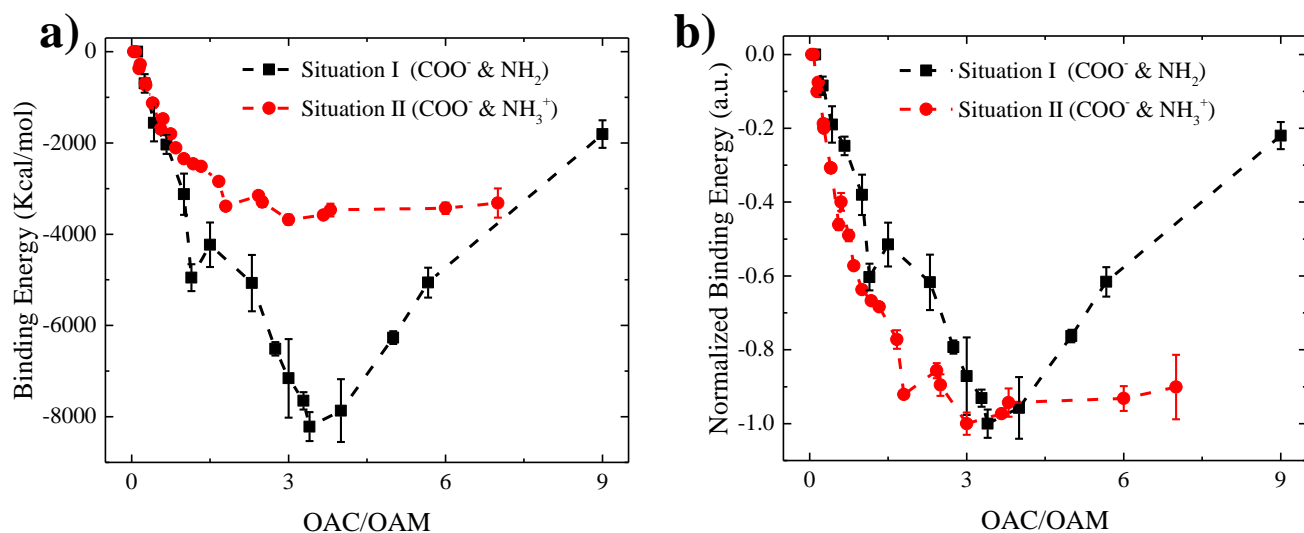 a)
Situation I (COO⁻ & NH₂)
Situation II (COO⁻ & NH₃⁺)
0
-2000
-4000
-6000
-8000
Binding Energy (Kcal/mol)
0 3 6 9
OAC/OAM
b)
Situation I (COO⁻ & NH₂)
Situation II (COO⁻ & NH₃⁺)
0.0
-0.2
-0.4
-0.6
-0.8
-1.0
Normalized Binding Energy (a.u.)
0 3 6 9
OAC/OAM